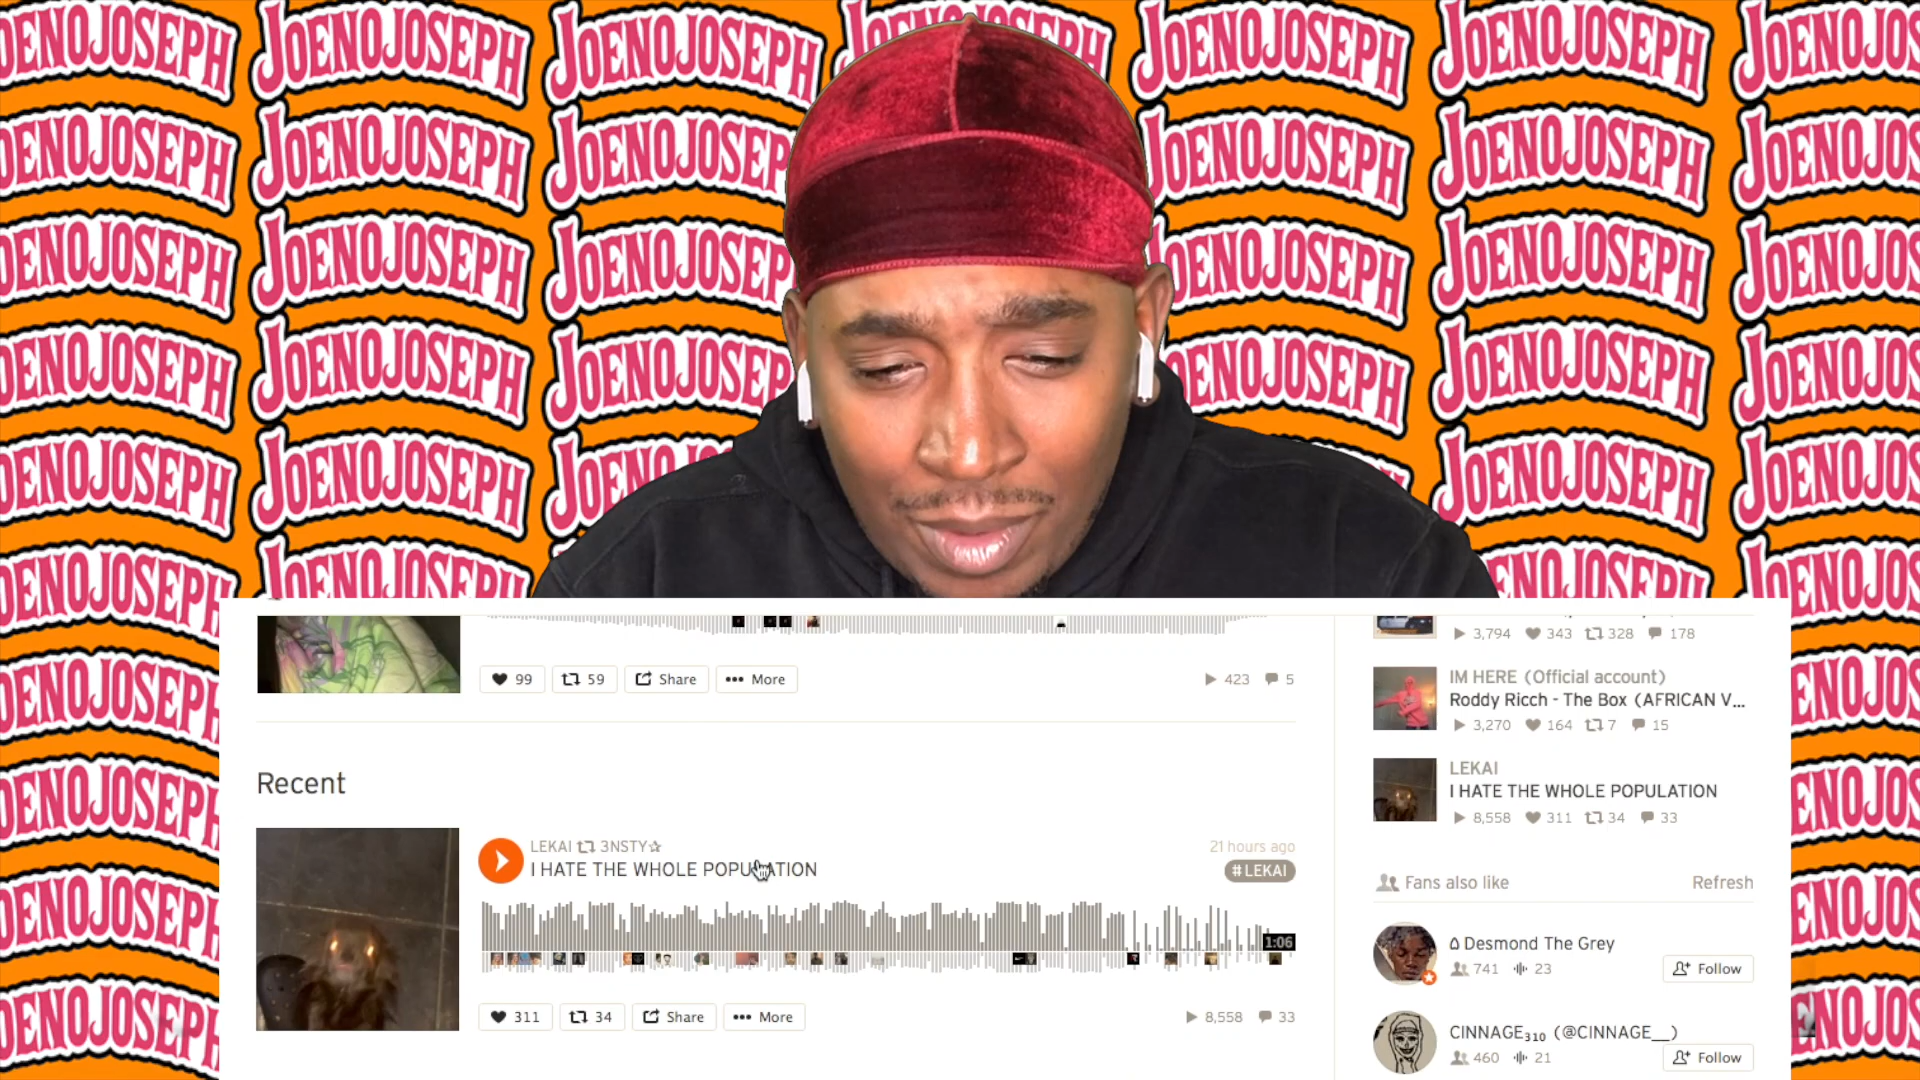 JOENOJOSEPH
99
59
Share
More
423
5
Recent
LEKAI 3NSTY☆
21 hours ago
I HATE THE WHOLE POPULATION
#LEKAI
1:06
311
34
Share
More
8,558
33
3,794 343 328 178
IM HERE (Official account)
Roddy Ricch - The Box (AFRICAN V...
3,270 164 7 15
LEKAI
I HATE THE WHOLE POPULATION
8,558 311 34 33
Fans also like
Refresh
Desmond The Grey
741 23
Follow
CINNAGE310 (@CINNAGE__)
460 21
Follow